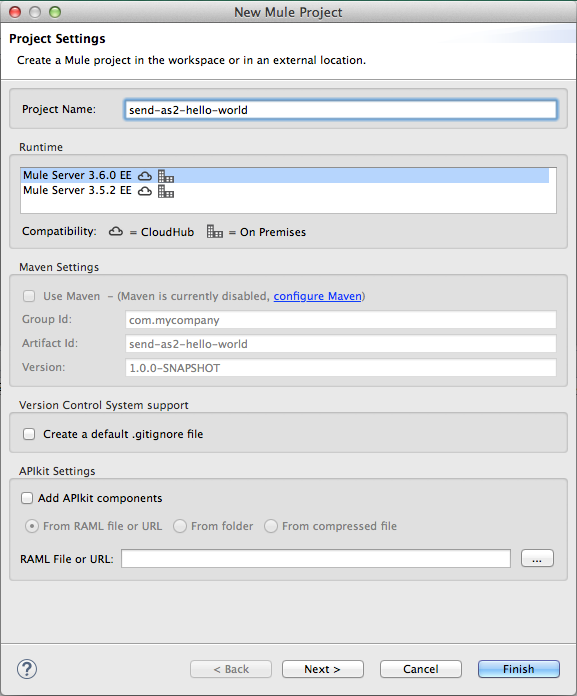 New Mule Project
Project Settings
Create a Mule project in the workspace or in an external location.
Project Name: send-as2-hello-world
Runtime
Mule Server 3.6.0 EE
Mule Server 3.5.2 EE
Compatibility: = CloudHub = On Premises
Maven Settings
Use Maven – (Maven is currently disabled, configure Maven)
Group Id: com.mycompany
Artifact Id: send-as2-hello-world
Version: 1.0.0-SNAPSHOT
Version Control System support
Create a default .gitignore file
APIkit Settings
Add APIkit components
From RAML file or URL From folder From compressed file
RAML File or URL: ...
? < Back Next > Cancel Finish